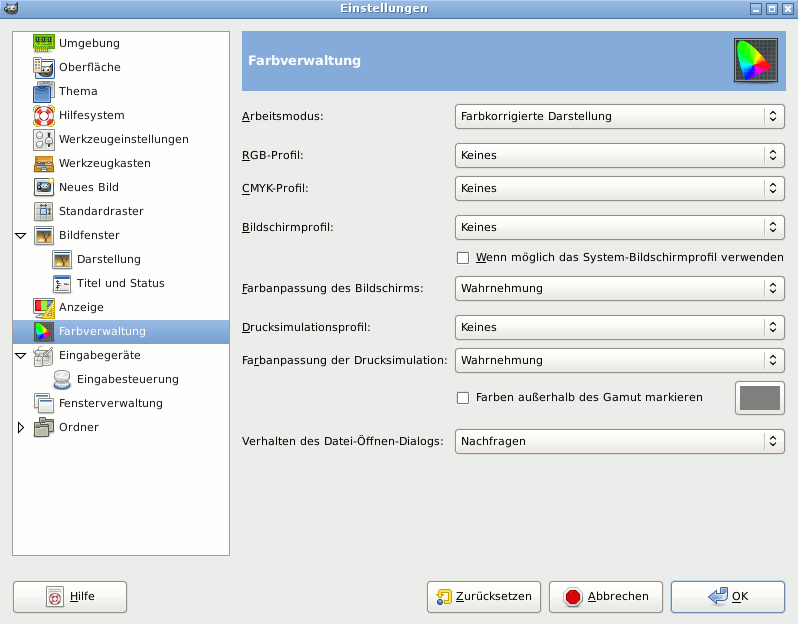 Einstellungen
Umgebung
Oberfläche
Thema
Hilfesystem
Werkzeugeinstellungen
Werkzeugkasten
Neues Bild
Standardraster
Bildfenster
Darstellung
Titel und Status
Anzeige
Farbverwaltung
Eingabegeräte
Eingabesteuerung
Fensterverwaltung
Ordner
Farbverwaltung
Arbeitsmodus: Farbkorrigierte Darstellung
RGB-Profil: Keines
CMYK-Profil: Keines
Bildschirmprofil: Keines
Wenn möglich das System-Bildschirmprofil verwenden
Farbanpassung des Bildschirms: Wahrnehmung
Drucksimulationsprofil: Keines
Farbanpassung der Drucksimulation: Wahrnehmung
Farben außerhalb des Gamut markieren
Verhalten des Datei-Öffnen-Dialogs: Nachfragen
Hilfe Zurücksetzen Abbrechen OK